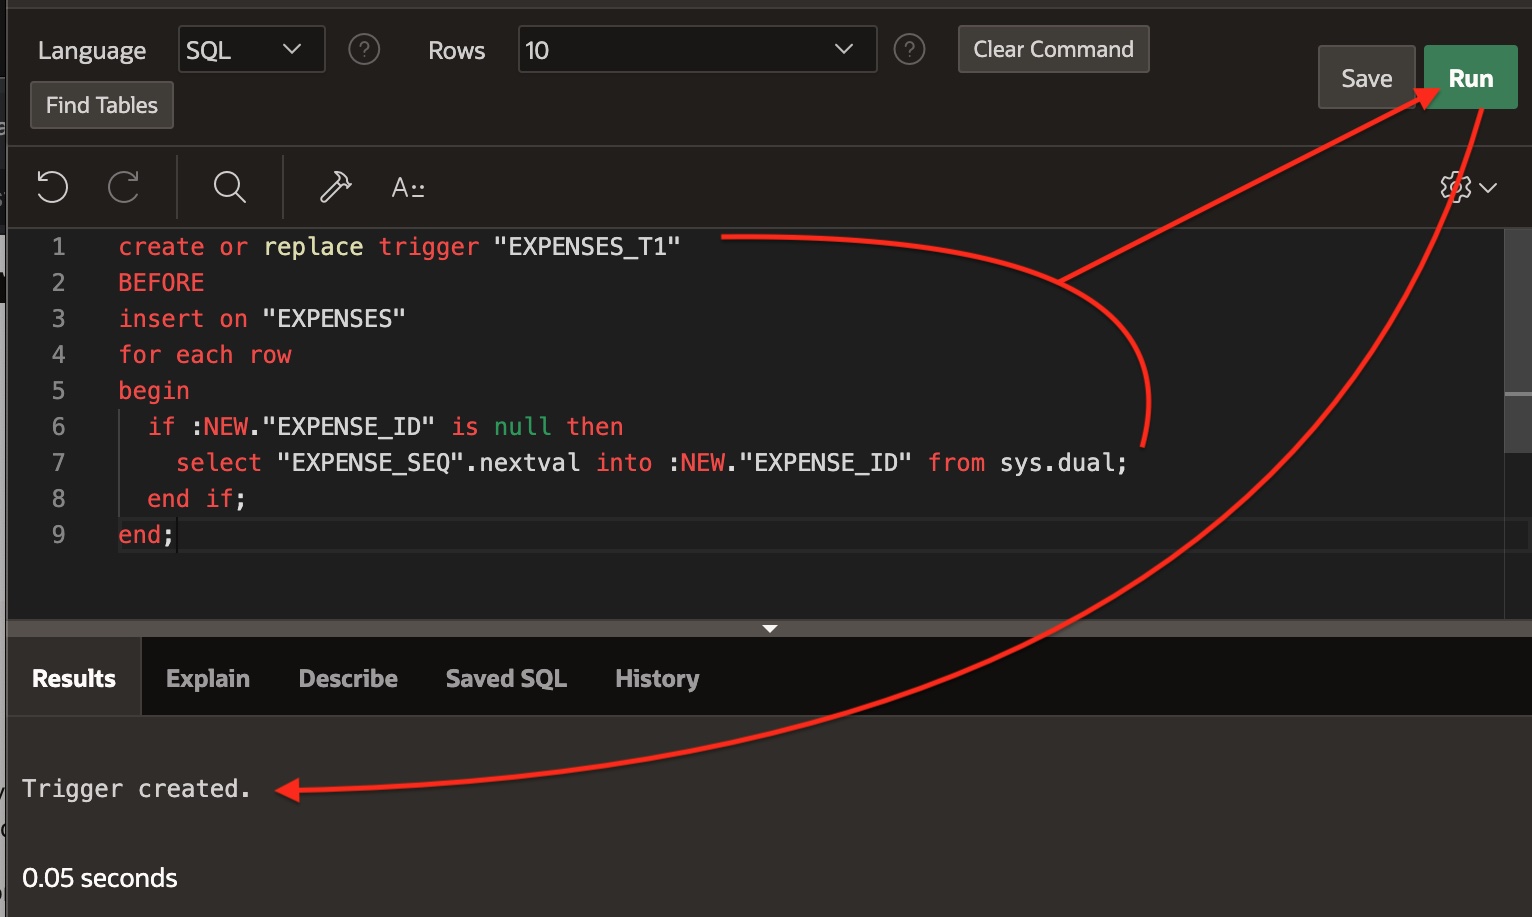 Language SQL Rows 10 Clear Command
Save Run
Find Tables
A
1 create or replace trigger "EXPENSES_T1"
2 BEFORE
3 insert on "EXPENSES"
4 for each row
5 begin
6 if :NEW."EXPENSE_ID" is null then
7 select "EXPENSE_SEQ".nextval into :NEW."EXPENSE_ID" from sys.dual;
8 end if;
9 end;
Results Explain Describe Saved SQL History
Trigger created.
0.05 seconds